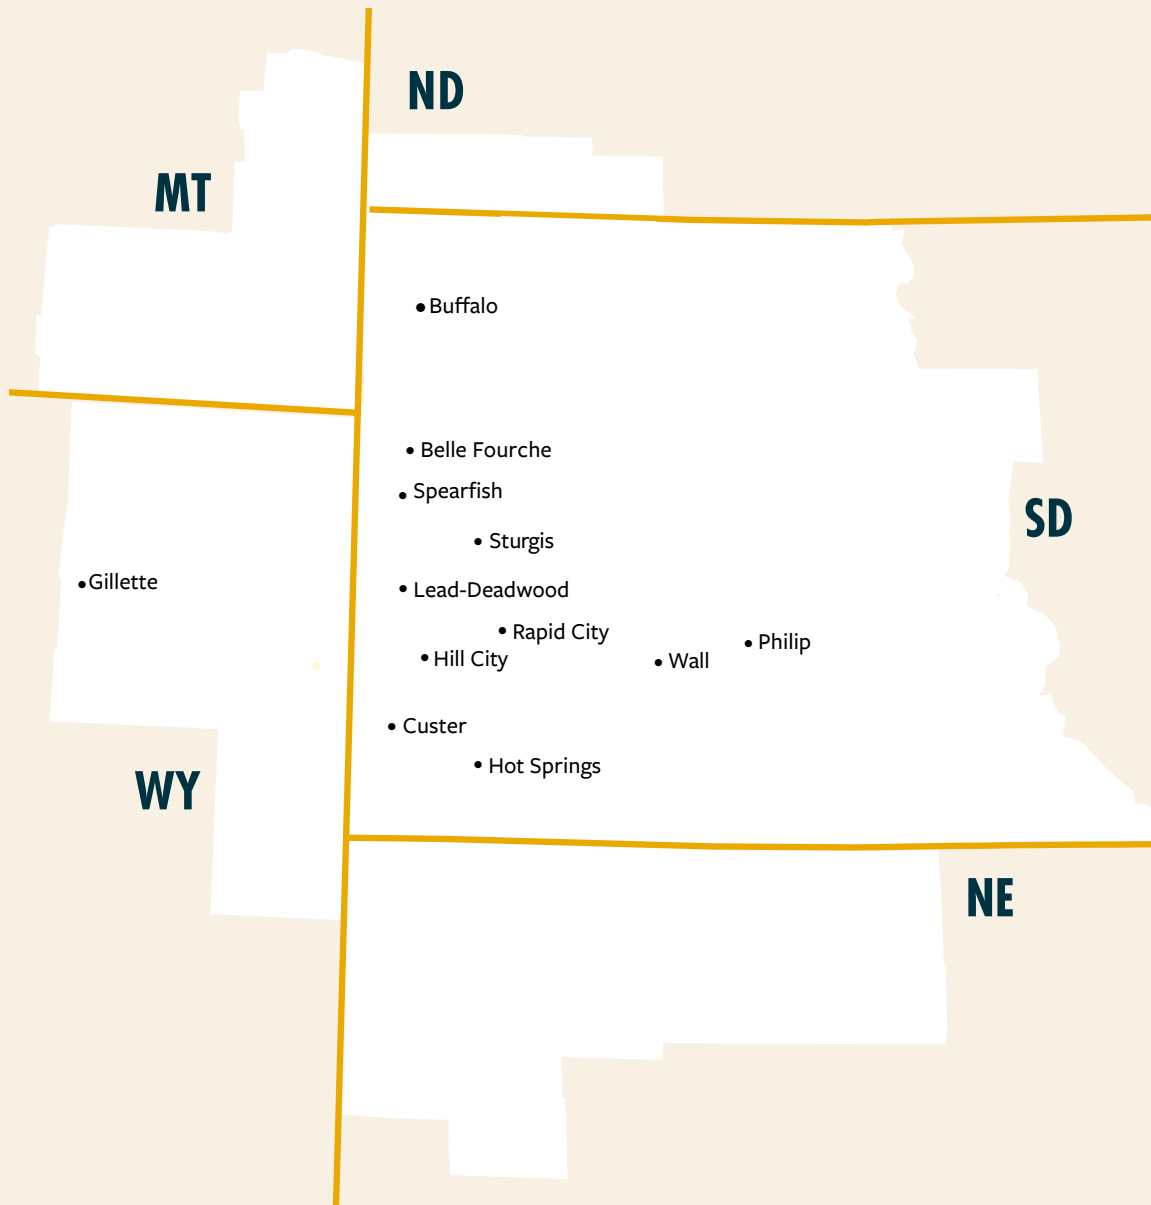 ND
MT
Buffalo
Belle Fourche
Spearfish
SD
Sturgis
Gillette
Lead-Deadwood
Rapid City
Philip
Hill City
Wall
Custer
Hot Springs
WY
NE